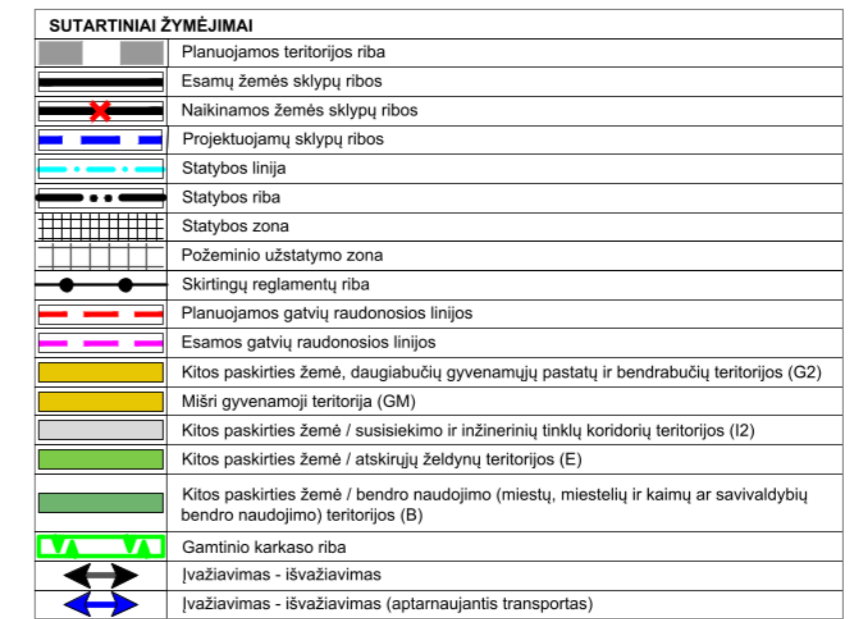 SUTARTINIAI ŽYMĖJIMAI
Planuojamos teritorijos riba
Esamų žemės sklypų ribos
Naikinamos žemės sklypų ribos
Projektuojamų sklypų ribos
Statybos linija
Statybos riba
Statybos zona
Požeminio užstatymo zona
Skirtingų reglamentų riba
Planuojamos gatvių raudonosios linijos
Esamos gatvių raudonosios linijos
Kitos paskirties žemė, daugiabučių gyvenamųjų pastatų ir bendrabučių teritorijos (G2)
Mišri gyvenamoji teritorija (GM)
Kitos paskirties žemė / susisiekimo ir inžinerinių tinklų koridorių teritorijos (I2)
Kitos paskirties žemė / atskirųjų želdynų teritorijos (E)
Kitos paskirties žemė / bendro naudojimo (miestų, miestelių ir kaimų ar savivaldybių
bendro naudojimo) teritorijos (B)
Gamtinio karkaso riba
Įvažiavimas - išvažiavimas
Įvažiavimas - išvažiavimas (aptarnaujantis transportas)